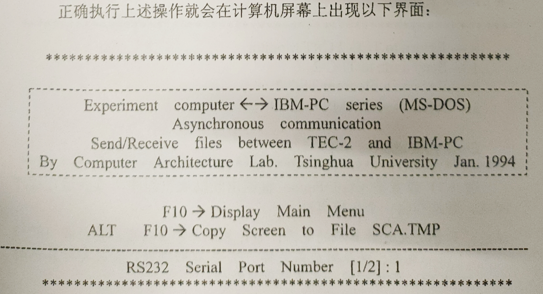 正确执行上述操作就会在计算机屏幕上出现以下界面：
************************************************************
Experiment computer ←→ IBM-PC series (MS-DOS)
Asynchronous communication
Send/Receive files between TEC-2 and IBM-PC
By Computer Architecture Lab. Tsinghua University Jan. 1994
F10 → Display Main Menu
ALT F10 → Copy Screen to File SCA.TMP
RS232 Serial Port Number [1/2] : 1
************************************************************